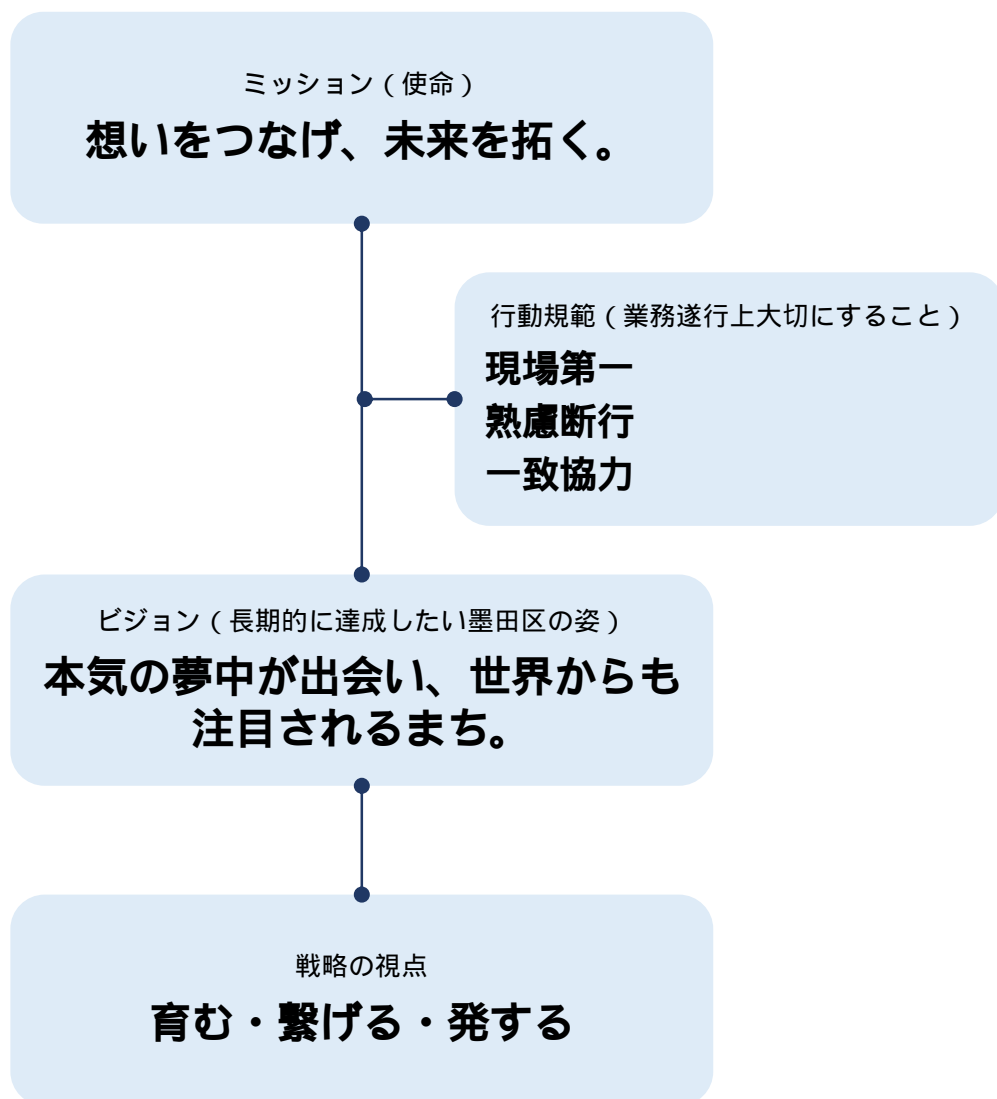 ミッション（使命）
想いをつなげ、未来を拓く。
行動規範（業務遂行上大切にすること）
現場第一
熟慮断行
一致協力
ビジョン（長期的に達成したい墨田区の姿）
本気の夢中が出会い、世界からも
注目されるまち。
戦略の視点
育む・繋げる・発する